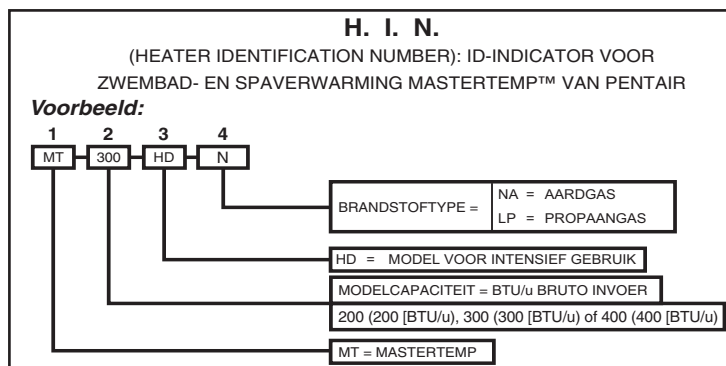 H. I. N.
(HEATER IDENTIFICATION NUMBER): ID-INDICATOR VOOR
ZWEMBAD- EN SPAVERWARMING MASTERTEMP™ VAN PENTAIR
Voorbeeld:
1 2 3 4
MT 300 HD N
BRANDSTOFTYPE = NA = AARDGAS
LP = PROPAANGAS
HD = MODEL VOOR INTENSIEF GEBRUIK
MODELCAPACITEIT = BTU/u BRUTO INVOER
200 (200 [BTU/u), 300 (300 [BTU/u) of 400 (400 [BTU/u)
MT = MASTERTEMP